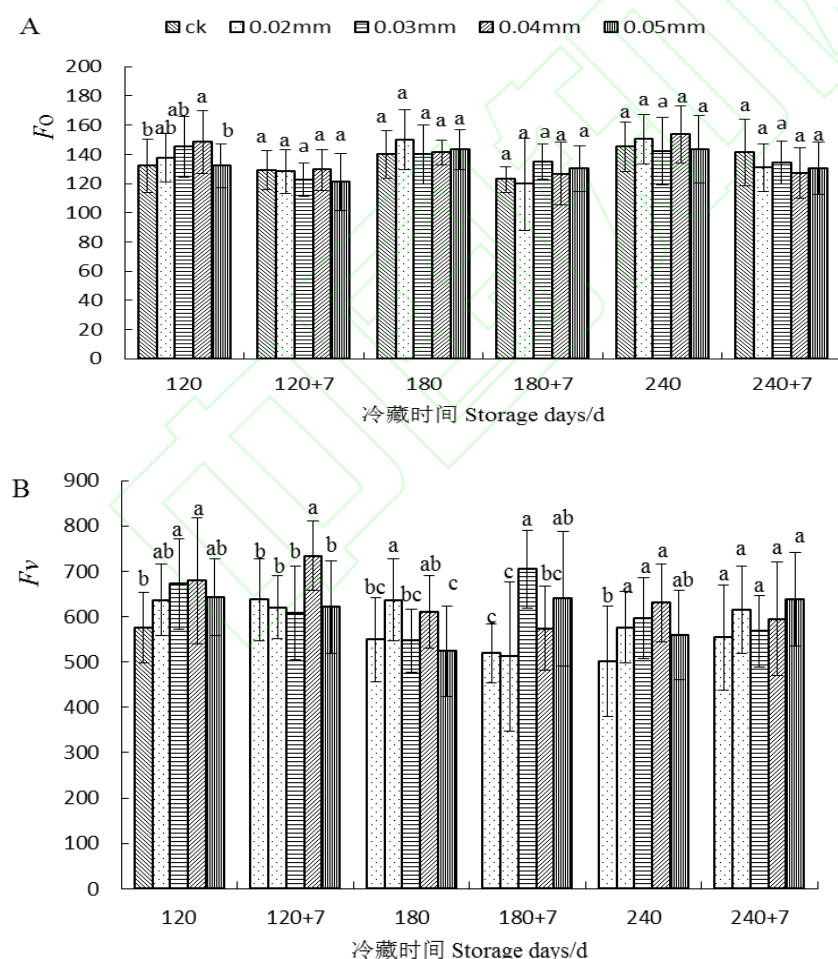 A
ck 0.02mm 0.03mm 0.04mm 0.05mm
F0
200
180
160
140
120
100
80
60
40
20
0
b ab ab a b
a a a a a
a a a a a
a a a a a
a a a a a
a a a a a
120 120+7 180 180+7 240 240+7
冷藏时间 Storage days/d
B
Fv
900
800
700
600
500
400
300
200
100
0
b ab a a ab
b b b a b
bc a bc ab c
c c a bc ab
b a a a ab
a a a a a
120 120+7 180 180+7 240 240+7
冷藏时间 Storage days/d